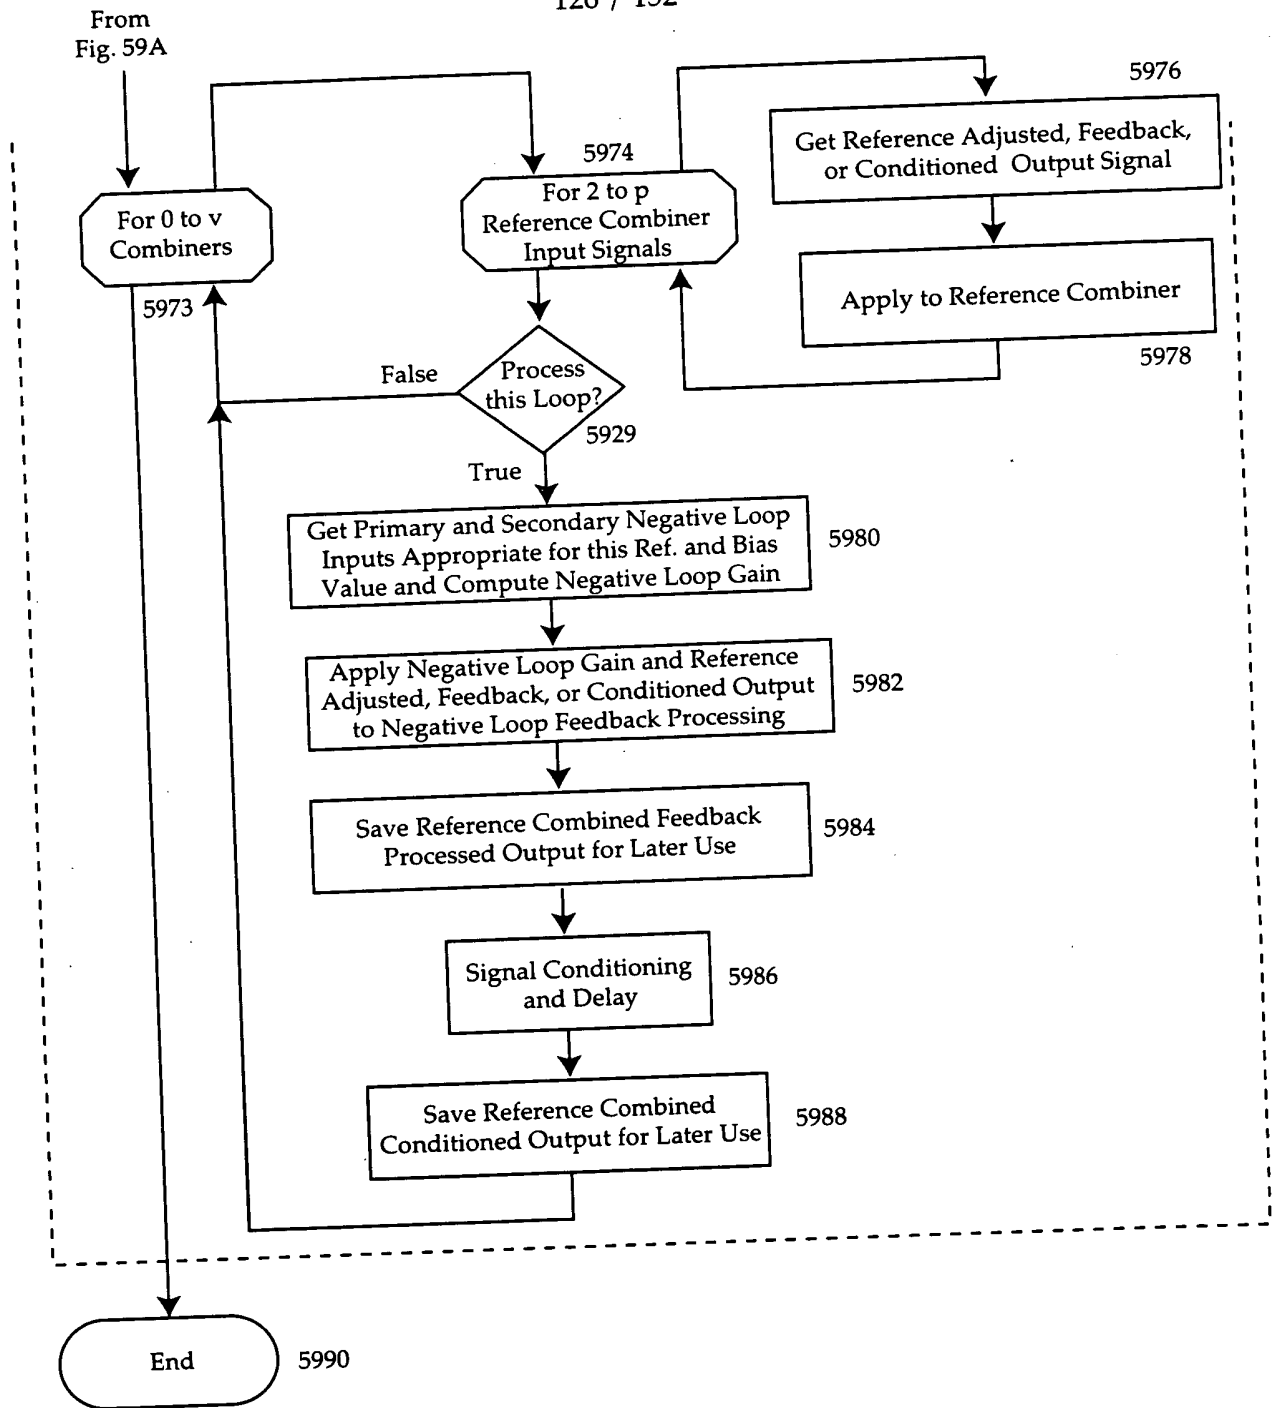 From
Fig. 59A
5976
Get Reference Adjusted, Feedback,
or Conditioned Output Signal
5974
For 2 to p
Reference Combiner
Input Signals
For 0 to v
Combiners
5973
Apply to Reference Combiner
5978
False
Process
this Loop?
5929
True
Get Primary and Secondary Negative Loop
Inputs Appropriate for this Ref. and Bias
Value and Compute Negative Loop Gain
5980
Apply Negative Loop Gain and Reference
Adjusted, Feedback, or Conditioned Output
to Negative Loop Feedback Processing
5982
Save Reference Combined Feedback
Processed Output for Later Use
5984
Signal Conditioning
and Delay
5986
Save Reference Combined
Conditioned Output for Later Use
5988
End
5990